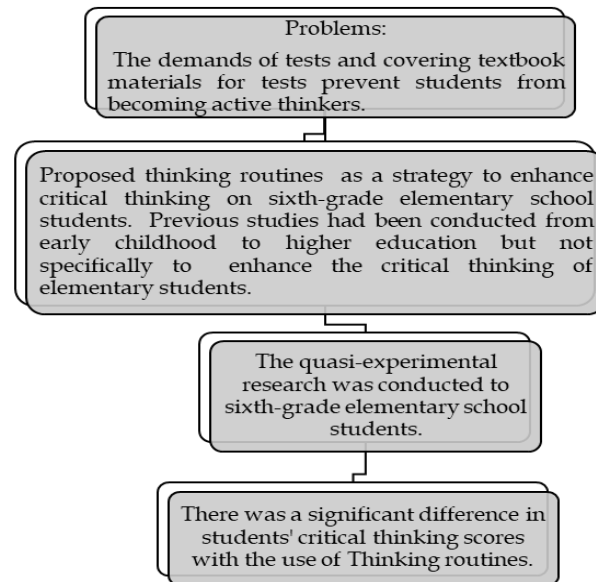 Problems:
The demands of tests and covering textbook
materials for tests prevent students from
becoming active thinkers.
Proposed thinking routines as a strategy to enhance
critical thinking on sixth-grade elementary school
students. Previous studies had been conducted from
early childhood to higher education but not
specifically to enhance the critical thinking of
elementary students.
The quasi-experimental
research was conducted to
sixth-grade elementary school
students.
There was a significant difference in
students' critical thinking scores
with the use of Thinking routines.